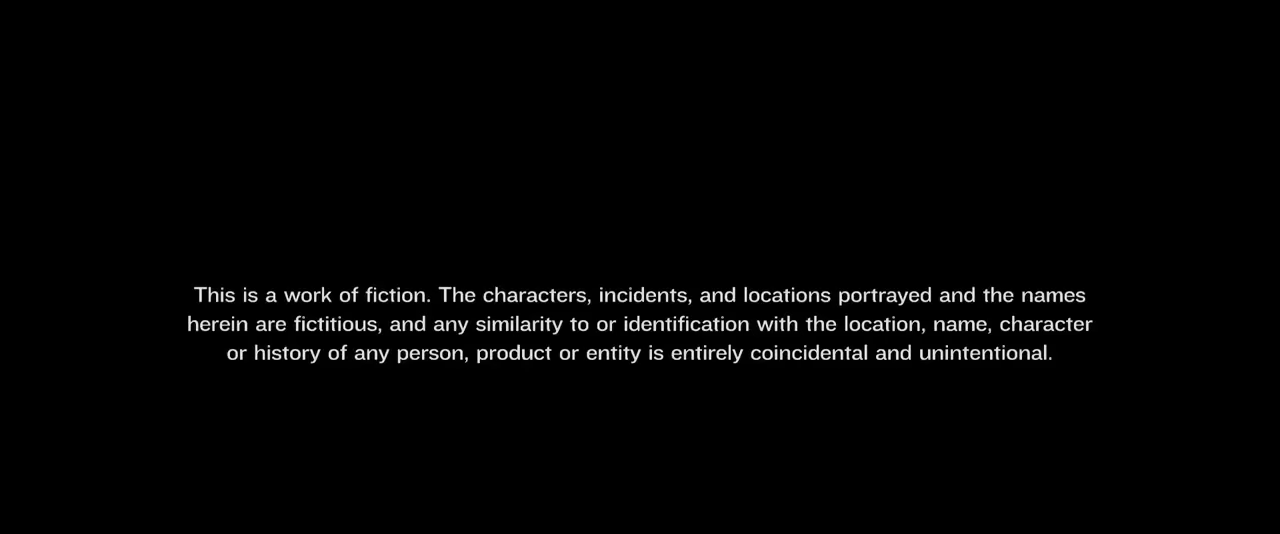 This is a work of fiction. The characters, incidents, and locations portrayed and the names
herein are fictitious, and any similarity to or identification with the location, name, character
or history of any person, product or entity is entirely coincidental and unintentional.